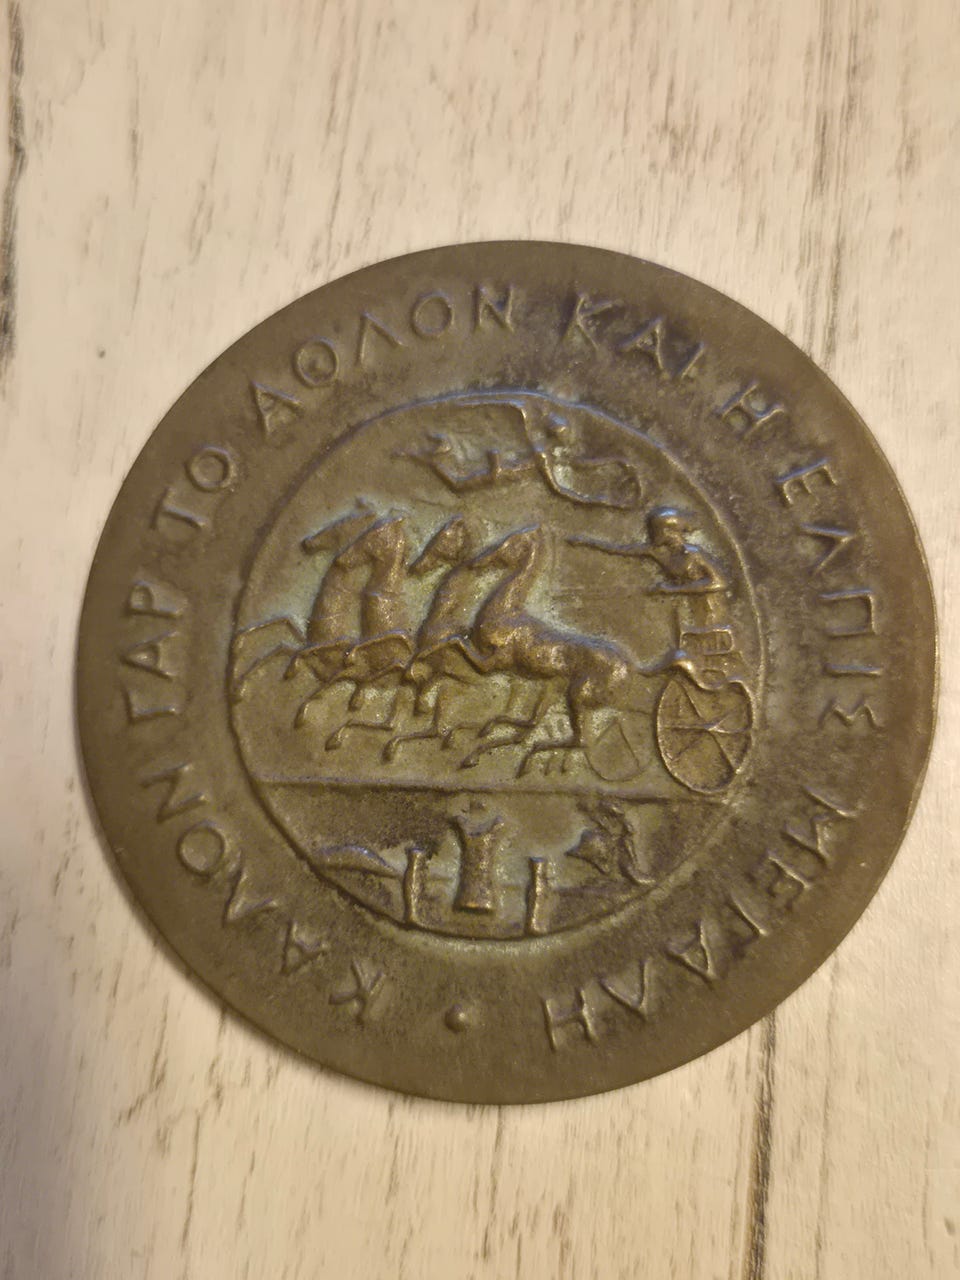 ΚΑΛΟΝ ΓΑΡ ΤΟ ΑΘΛΟΝ ΚΑΙ Η ΕΛΠΙΣ ΜΕΓΑΛΗ ·